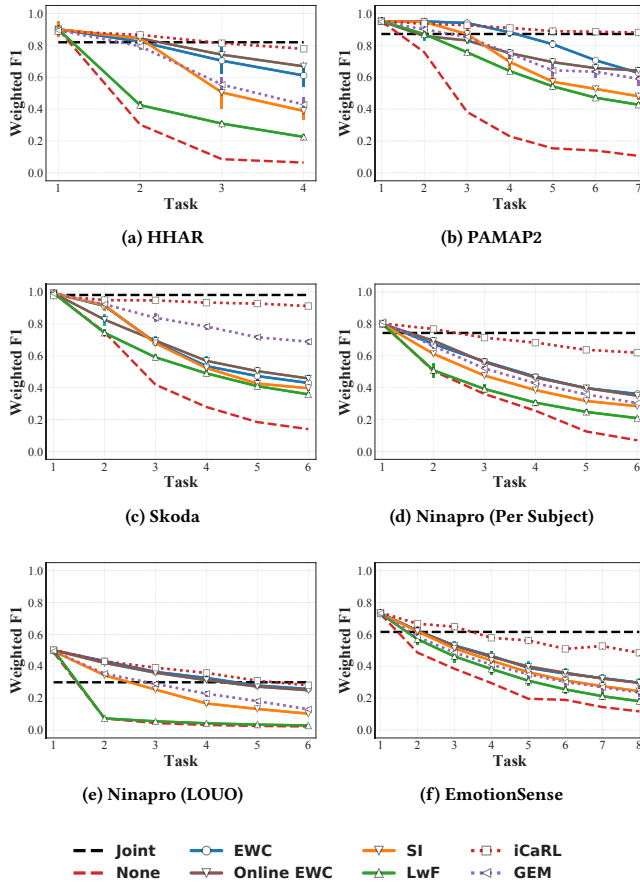 1.0
0.8
0.6
0.4
0.2
0.0
Weighted F1
1 2 3 4
Task
(a) HHAR
1.0
0.8
0.6
0.4
0.2
0.0
Weighted F1
1 2 3 4 5 6 7
Task
(b) PAMAP2
1.0
0.8
0.6
0.4
0.2
0.0
Weighted F1
1 2 3 4 5 6
Task
(c) Skoda
1.0
0.8
0.6
0.4
0.2
0.0
Weighted F1
1 2 3 4 5 6
Task
(d) Ninapro (Per Subject)
1.0
0.8
0.6
0.4
0.2
0.0
Weighted F1
1 2 3 4 5 6
Task
(e) Ninapro (LOUO)
1.0
0.8
0.6
0.4
0.2
0.0
Weighted F1
1 2 3 4 5 6 7 8
Task
(f) EmotionSense
Joint EWC SI iCaRL
None Online EWC LwF GEM